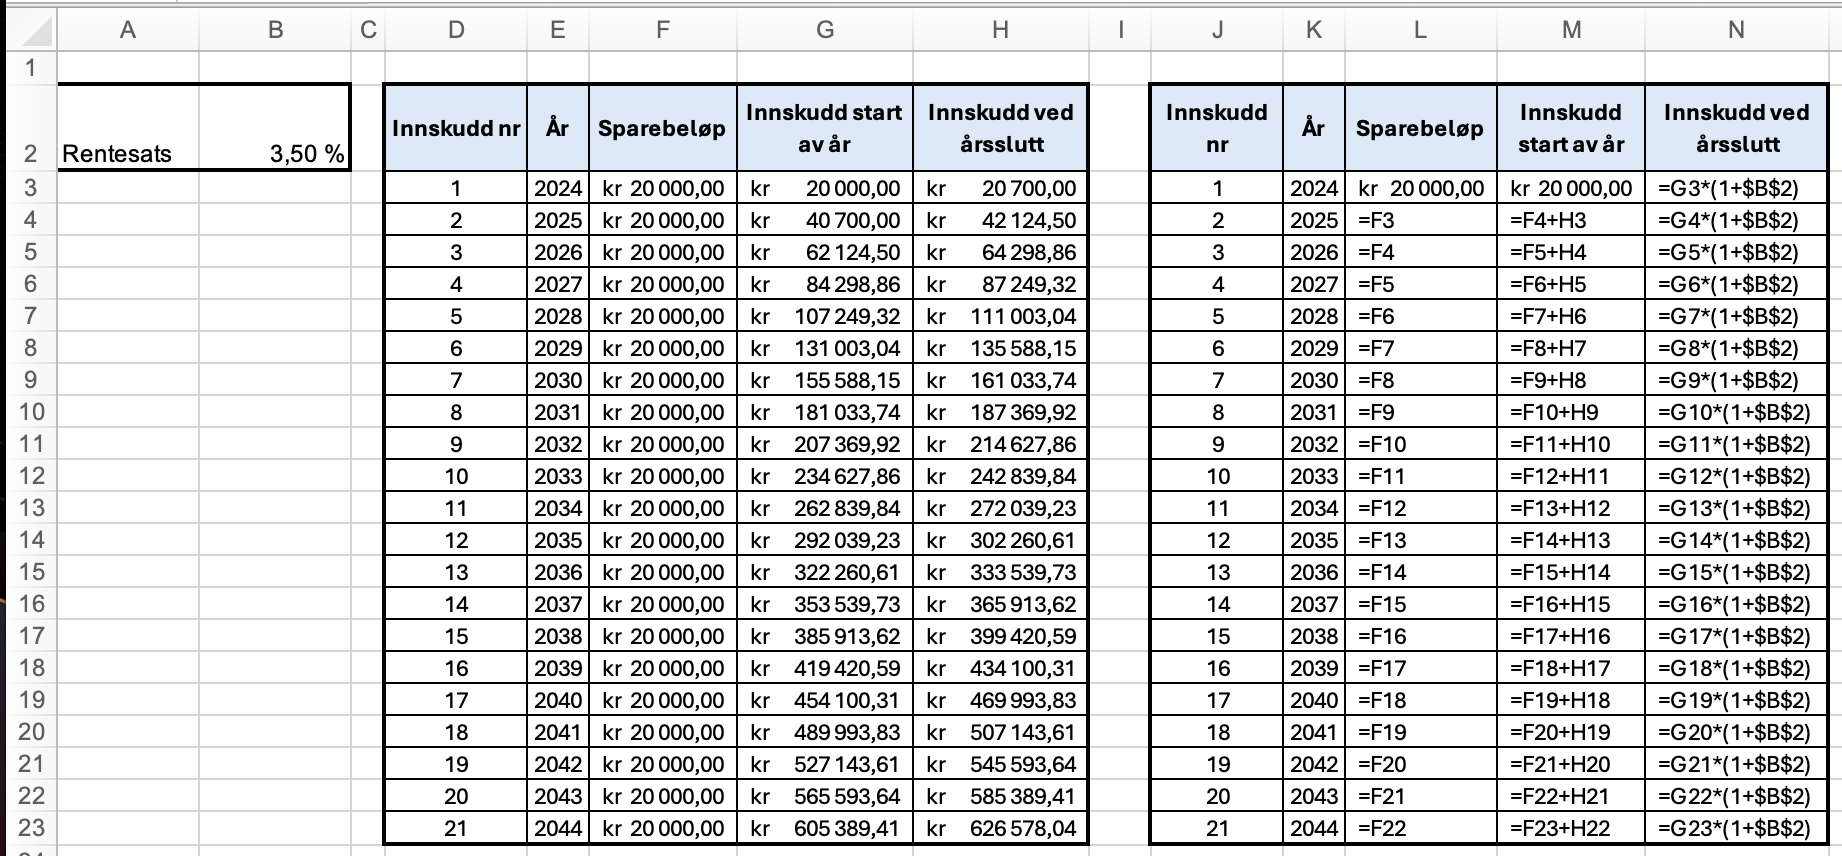 A B C D E F G H I J K L M N
1
2 Rentesats 3,50 % Innskudd nr År Sparebeløp Innskudd start av år Innskudd ved årsslutt Innskudd nr År Sparebeløp Innskudd start av år Innskudd ved årsslutt
3 1 2024 kr 20 000,00 kr 20 000,00 kr 20 700,00 1 2024 kr 20 000,00 kr 20 000,00 =G3*(1+$B$2)
4 2 2025 kr 20 000,00 kr 40 700,00 kr 42 124,50 2 2025 =F3 =F4+H3 =G4*(1+$B$2)
5 3 2026 kr 20 000,00 kr 62 124,50 kr 64 298,86 3 2026 =F4 =F5+H4 =G5*(1+$B$2)
6 4 2027 kr 20 000,00 kr 84 298,86 kr 87 249,32 4 2027 =F5 =F6+H5 =G6*(1+$B$2)
7 5 2028 kr 20 000,00 kr 107 249,32 kr 111 003,04 5 2028 =F6 =F7+H6 =G7*(1+$B$2)
8 6 2029 kr 20 000,00 kr 131 003,04 kr 135 588,15 6 2029 =F7 =F8+H7 =G8*(1+$B$2)
9 7 2030 kr 20 000,00 kr 155 588,15 kr 161 033,74 7 2030 =F8 =F9+H8 =G9*(1+$B$2)
10 8 2031 kr 20 000,00 kr 181 033,74 kr 187 369,92 8 2031 =F9 =F10+H9 =G10*(1+$B$2)
11 9 2032 kr 20 000,00 kr 207 369,92 kr 214 627,86 9 2032 =F10 =F11+H10 =G11*(1+$B$2)
12 10 2033 kr 20 000,00 kr 234 627,86 kr 242 839,84 10 2033 =F11 =F12+H11 =G12*(1+$B$2)
13 11 2034 kr 20 000,00 kr 262 839,84 kr 272 039,23 11 2034 =F12 =F13+H12 =G13*(1+$B$2)
14 12 2035 kr 20 000,00 kr 292 039,23 kr 302 260,61 12 2035 =F13 =F14+H13 =G14*(1+$B$2)
15 13 2036 kr 20 000,00 kr 322 260,61 kr 333 539,73 13 2036 =F14 =F15+H14 =G15*(1+$B$2)
16 14 2037 kr 20 000,00 kr 353 539,73 kr 365 913,62 14 2037 =F15 =F16+H15 =G16*(1+$B$2)
17 15 2038 kr 20 000,00 kr 385 913,62 kr 399 420,59 15 2038 =F16 =F17+H16 =G17*(1+$B$2)
18 16 2039 kr 20 000,00 kr 419 420,59 kr 434 100,31 16 2039 =F17 =F18+H17 =G18*(1+$B$2)
19 17 2040 kr 20 000,00 kr 454 100,31 kr 469 993,83 17 2040 =F18 =F19+H18 =G19*(1+$B$2)
20 18 2041 kr 20 000,00 kr 489 993,83 kr 507 143,61 18 2041 =F19 =F20+H19 =G20*(1+$B$2)
21 19 2042 kr 20 000,00 kr 527 143,61 kr 545 593,64 19 2042 =F20 =F21+H20 =G21*(1+$B$2)
22 20 2043 kr 20 000,00 kr 565 593,64 kr 585 389,41 20 2043 =F21 =F22+H21 =G22*(1+$B$2)
23 21 2044 kr 20 000,00 kr 605 389,41 kr 626 578,04 21 2044 =F22 =F23+H22 =G23*(1+$B$2)